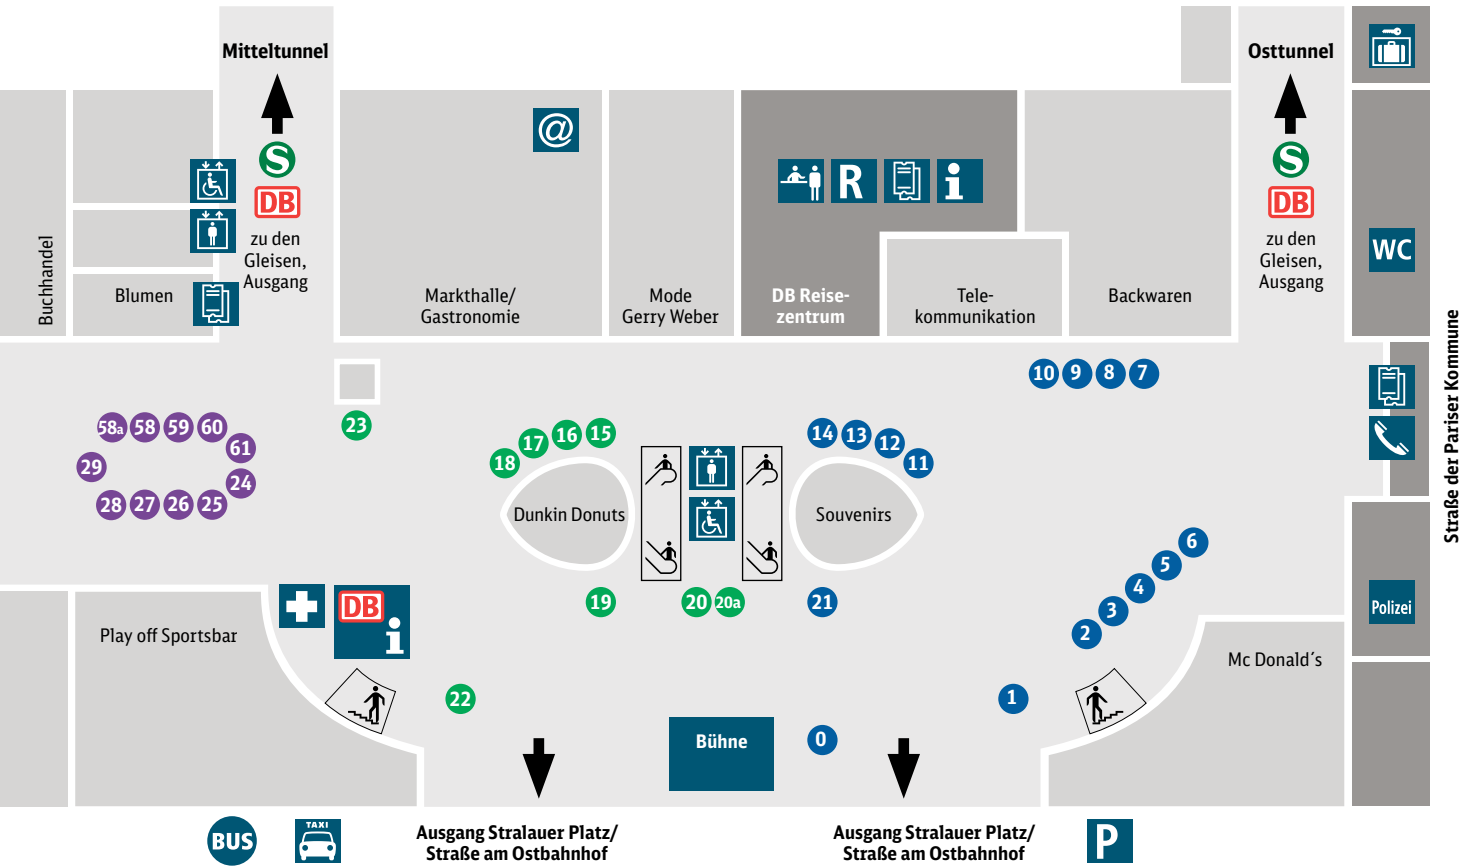 Mitteltunnel
Osttunnel
S
DB
zu den
Gleisen,
Ausgang
@
R
i
S
DB
zu den
Gleisen,
Ausgang
WC
Buchhandel
Blumen
Markthalle/
Gastronomie
Mode
Gerry Weber
DB Reise-
zentrum
Tele-
kommunikation
Backwaren
Straße der Pariser Kommune
10 9 8 7
23
58a 58 59 60
61
29
24
28 27 26 25
18 17 16 15
14 13 12 11
Dunkin Donuts
Souvenirs
6
5
4
3
2
19
20 20a
21
DB
i
Polizei
Play off Sportsbar
Mc Donald´s
22
1
Bühne
0
BUS
TAXI
Ausgang Stralauer Platz/
Straße am Ostbahnhof
Ausgang Stralauer Platz/
Straße am Ostbahnhof
P